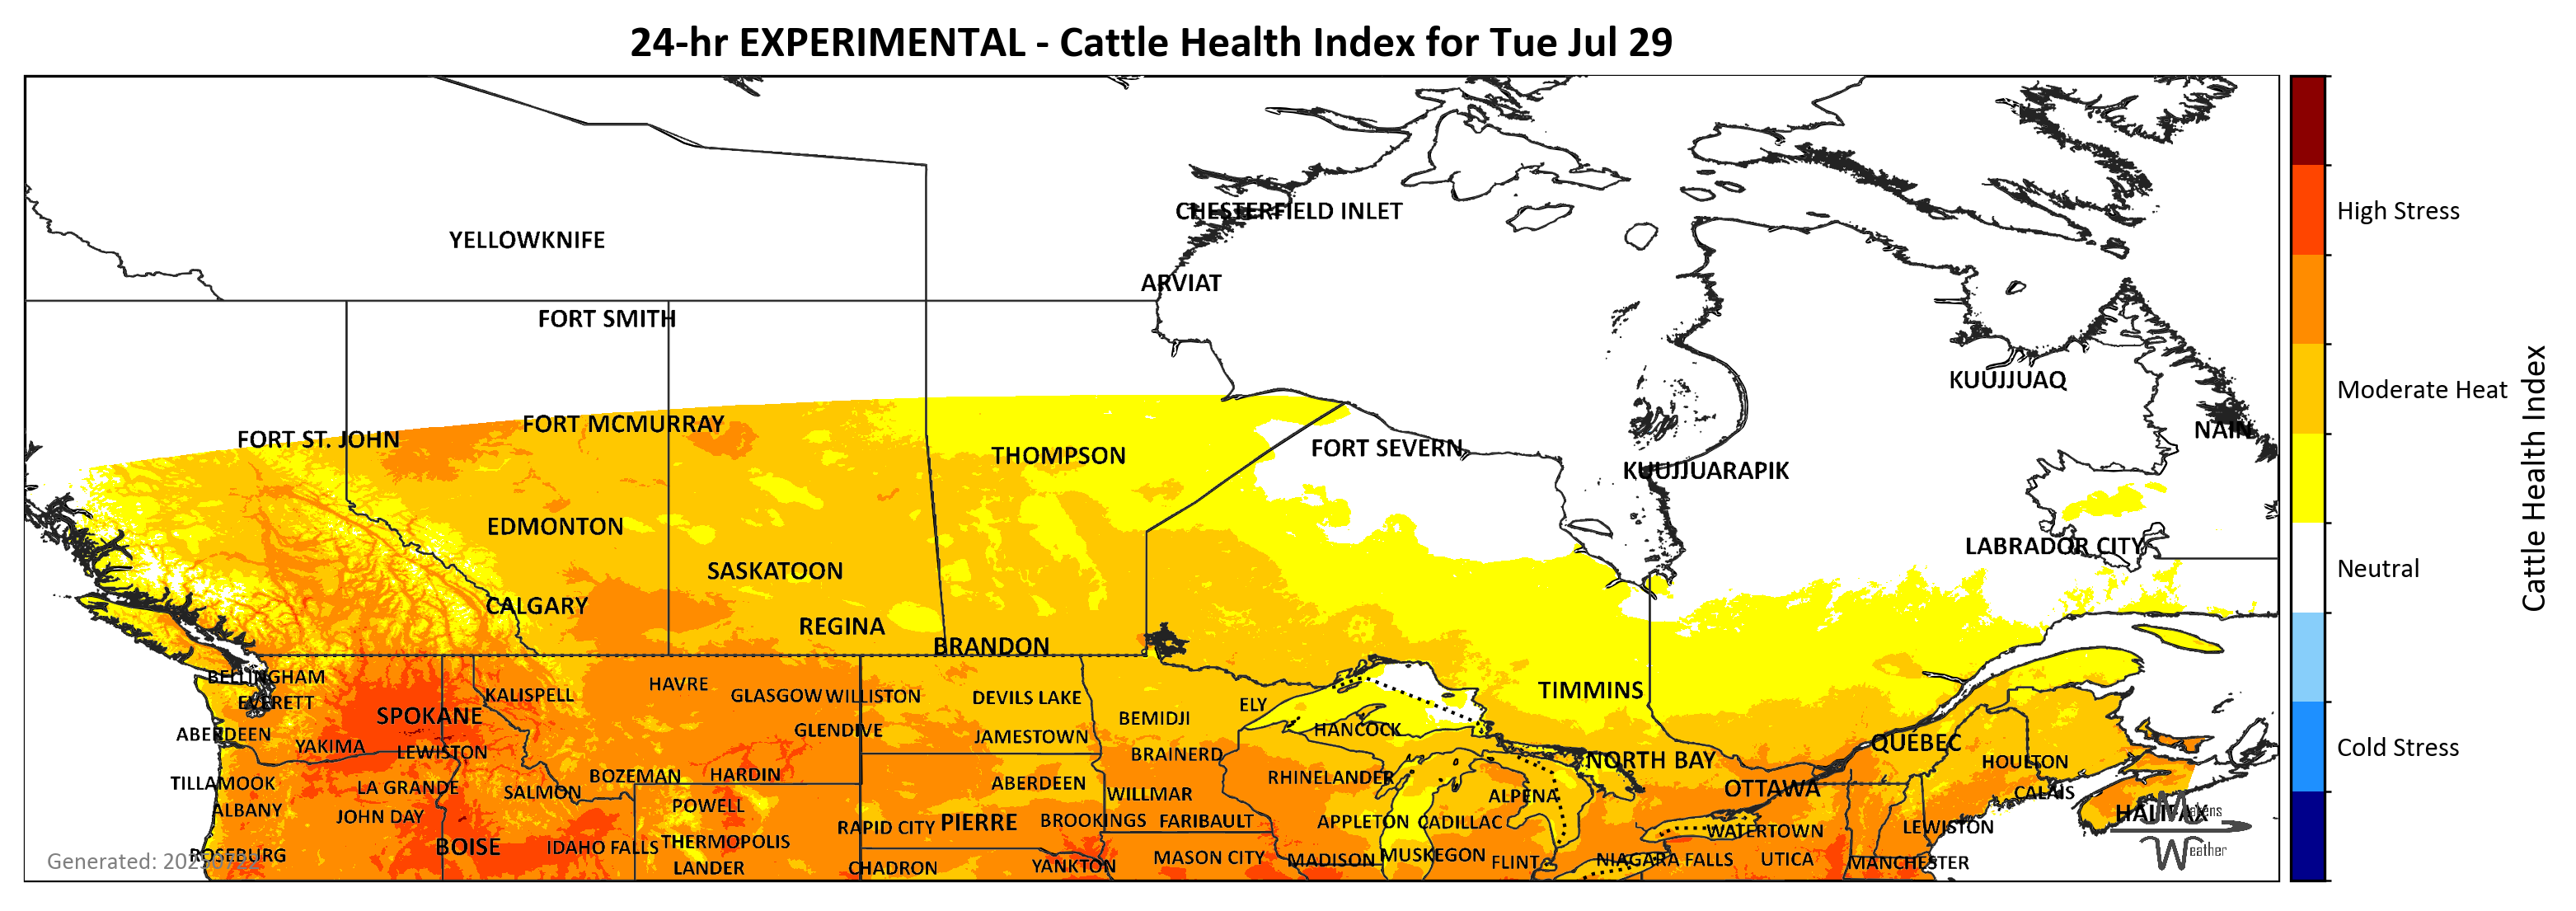 24-hr EXPERIMENTAL - Cattle Health Index for Tue Jul 29
CHESTERFIELD INLET
High Stress
YELLOWKNIFE
ARVIAT
FORT SMITH
KUUJJUAQ
Moderate Heat
FORT MCMURRAY
NAIN
FORT ST. JOHN
THOMPSON
FORT SEVERN
KUUJJUARAPIK
Cattle Health Index
EDMONTON
LABRADOR CITY
SASKATOON
Neutral
CALGARY
REGINA
BRANDON
BELLINGHAM
HAVRE
KALISPELL
GLASGOW
WILLISTON
DEVILS LAKE
TIMMINS
EVERETT
ELY
SPOKANE
BEMIDJI
GLENDIVE
HANCOCK
ABERDEEN
JAMESTOWN
QUEBEC
YAKIMA
LEWISTON
BRAINERD
Cold Stress
NORTH BAY
HOULTON
BOZEMAN
HARDIN
RHINELANDER
TILLAMOOK
LA GRANDE
SALMON
ABERDEEN
WILLMAR
OTTAWA
CALAIS
ALPENA
POWELL
ALBANY
JOHN DAY
HALIFAX
Makens
RAPID CITY
PIERRE
BROOKINGS
FARIBAULT
APPLETON
CADILLAC
WATERTOWN
LEWISTON
BOISE
IDAHO FALLS
THERMOPOLIS
Weather
ROSEBURG
MASON CITY
MADISON
MUSKEGON
FLINT
NIAGARA FALLS
UTICA
MANCHESTER
Generated:
LANDER
CHADRON
YANKTON